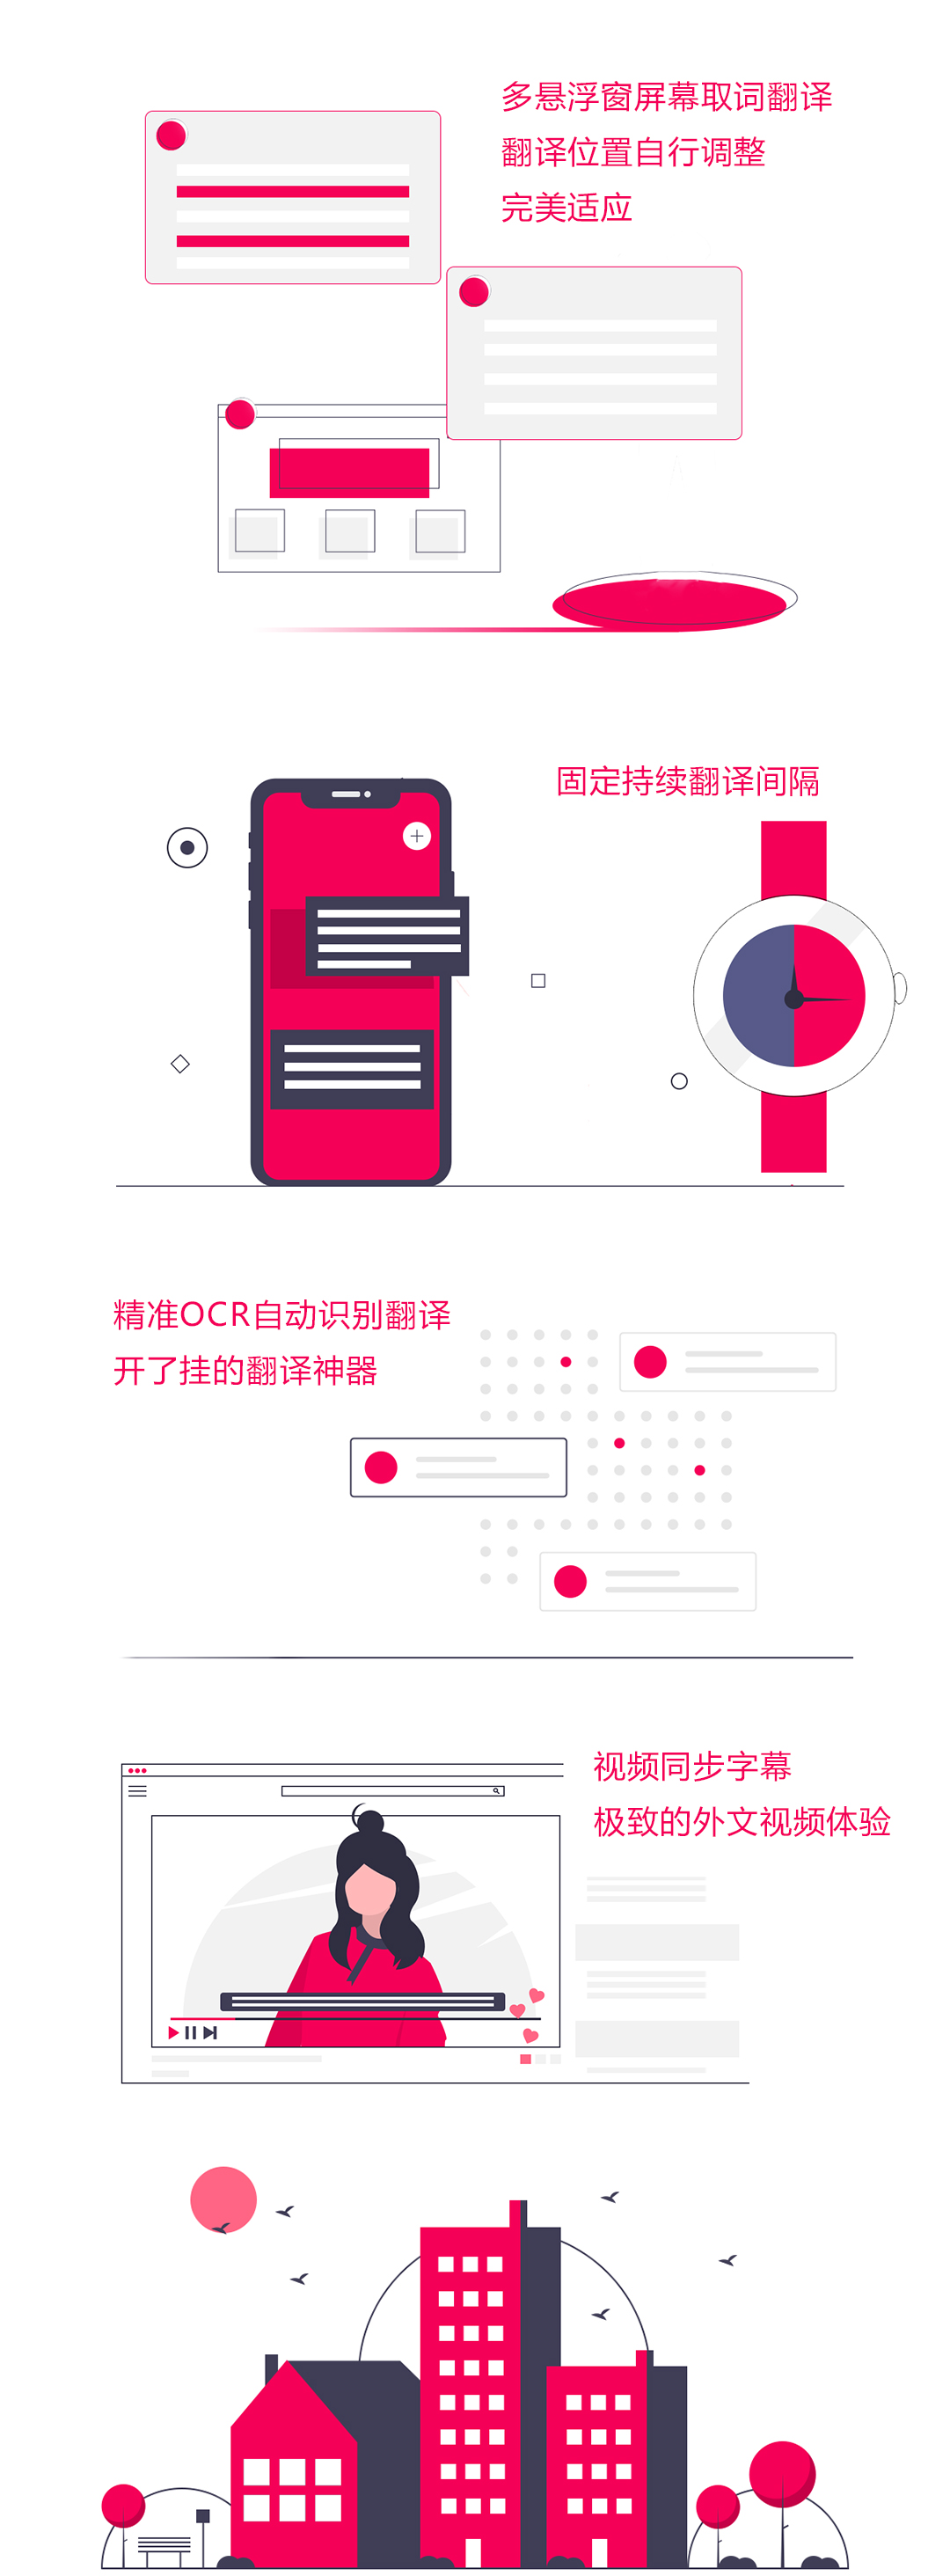 多悬浮窗屏幕取词翻译
翻译位置自行调整
完美适应
固定持续翻译间隔
精准OCR自动识别翻译
开了挂的翻译神器
视频同步字幕
极致的外文视频体验